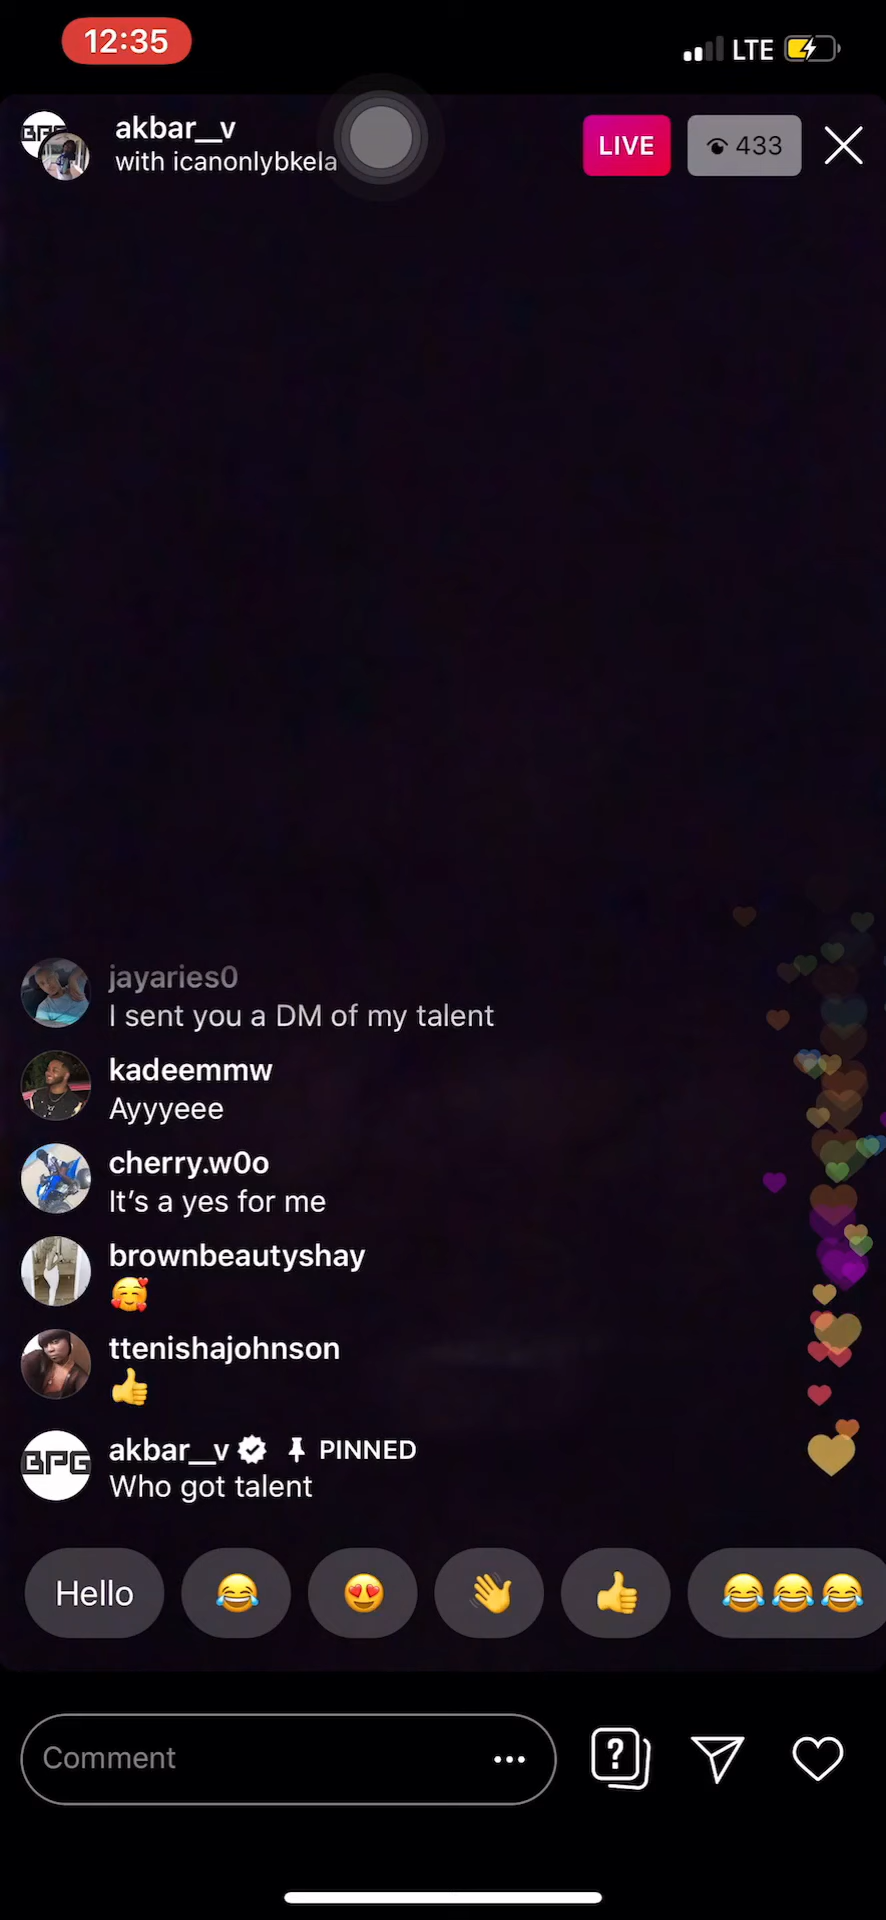 12:35
LTE
akbar__v
with icanonlybkela
LIVE
433
jayaries0
I sent you a DM of my talent
kadeemmw
Ayyyeee
cherry.w0o
It’s a yes for me
brownbeautyshay
🥰
ttenishajohnson
👍
BPG
akbar__v PINNED
Who got talent
Hello 😂 😍 👋 👍 😂😂😂
Comment